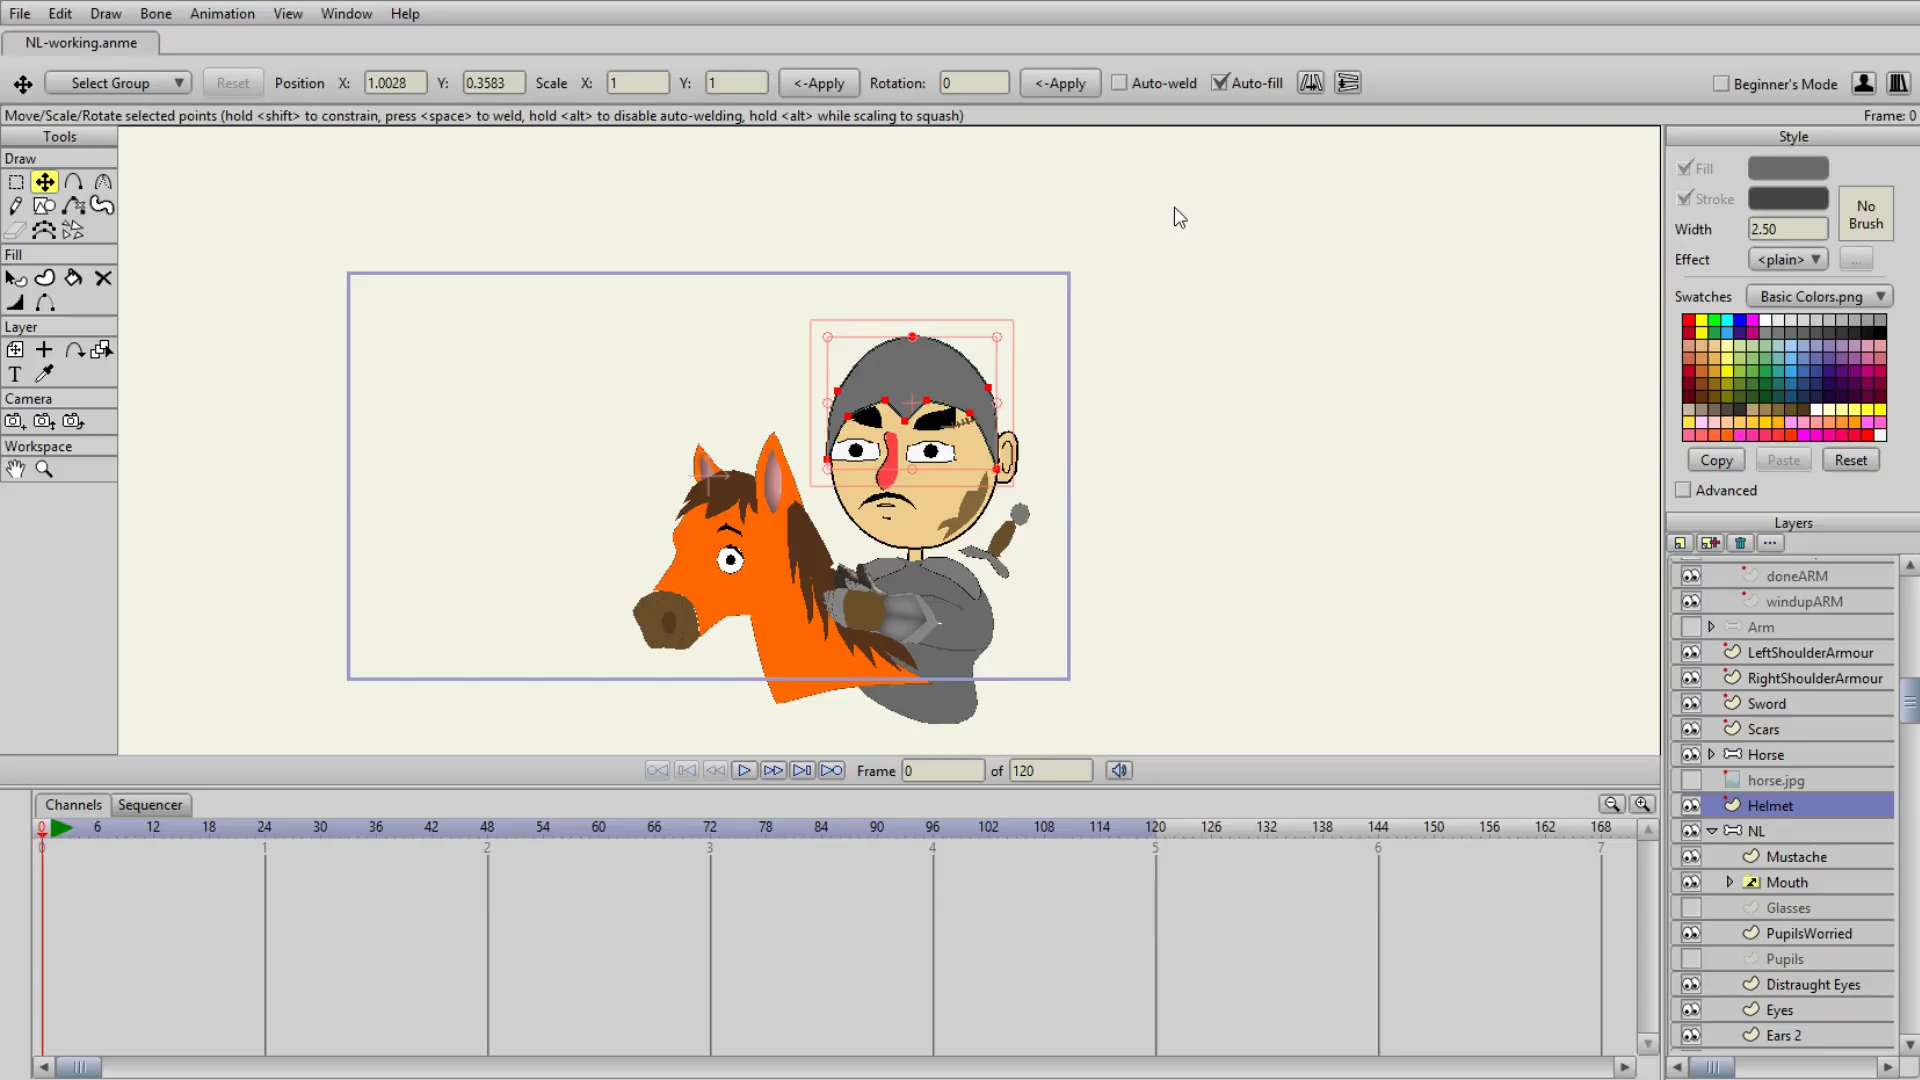 File Edit Draw Bone Animation View Window Help
NL-working.anme
Select Group Reset Position X: 1.0028 Y: 0.3583 Scale X: 1 Y: 1 <-Apply Rotation: 0 <-Apply Auto-weld Auto-fill Beginner's Mode
Move/Scale/Rotate selected points (hold <shift> to constrain, press <space> to weld, hold <alt> to disable auto-welding, hold <alt> while scaling to squash) Frame: 0
Tools
Draw
Fill
Layer
T
Camera
Workspace
Style
Fill
Stroke
No
Brush
Width 2.50
Effect <plain> ...
Swatches Basic Colors.png
Copy Paste Reset
Advanced
Layers
doneARM
windupARM
Arm
LeftShoulderArmour
RightShoulderArmour
Sword
Scars
Horse
horse.jpg
Helmet
NL
Mustache
Mouth
Glasses
PupilsWorried
Pupils
Distraught Eyes
Eyes
Ears 2
Frame 0 of 120
Channels Sequencer
0 6 12 18 24 30 36 42 48 54 60 66 72 78 84 90 96 102 108 114 120 126 132 138 144 150 156 162 168
0 1 2 3 4 5 6 7